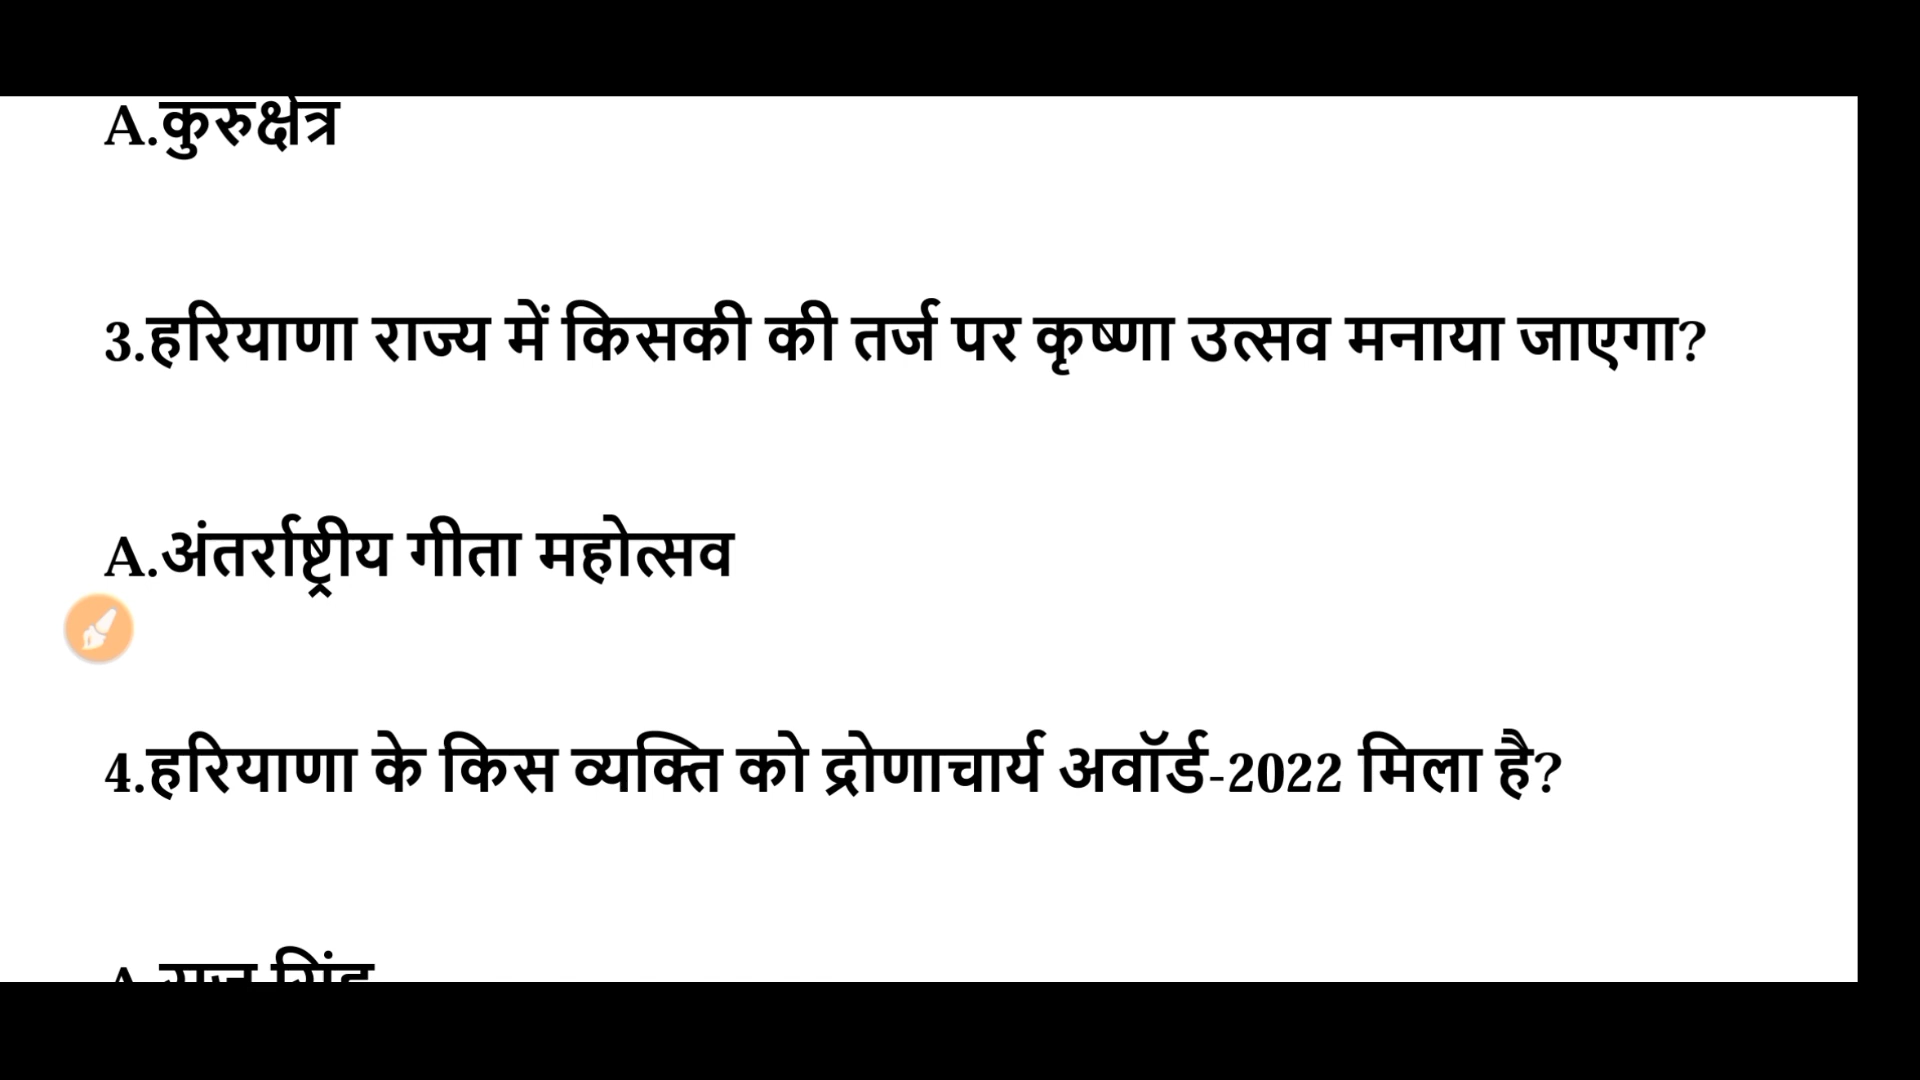 A.कुरुक्षेत्र
3.हरियाणा राज्य में किसकी की तर्ज पर कृष्णा उत्सव मनाया जाएगा?
A.अंतर्राष्ट्रीय गीता महोत्सव
4.हरियाणा के किस व्यक्ति को द्रोणाचार्य अवॉर्ड-2022 मिला है?